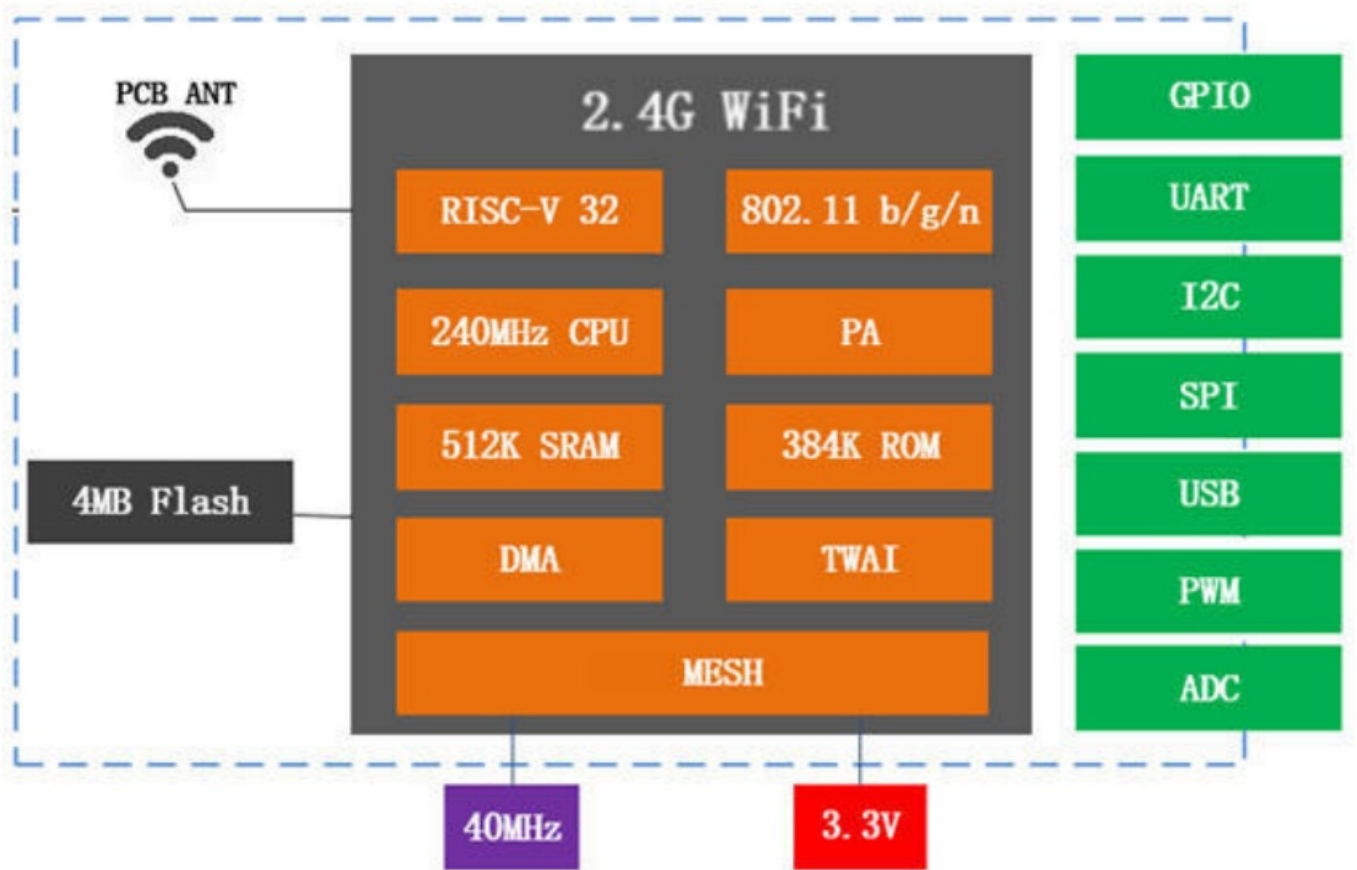 PCB ANT
2.4G WiFi
RISC-V 32
802.11 b/g/n
240MHz CPU
PA
512K SRAM
384K ROM
4MB Flash
DMA
TWAI
MESH
GPIO
UART
I2C
SPI
USB
PWM
ADC
40MHz
3.3V